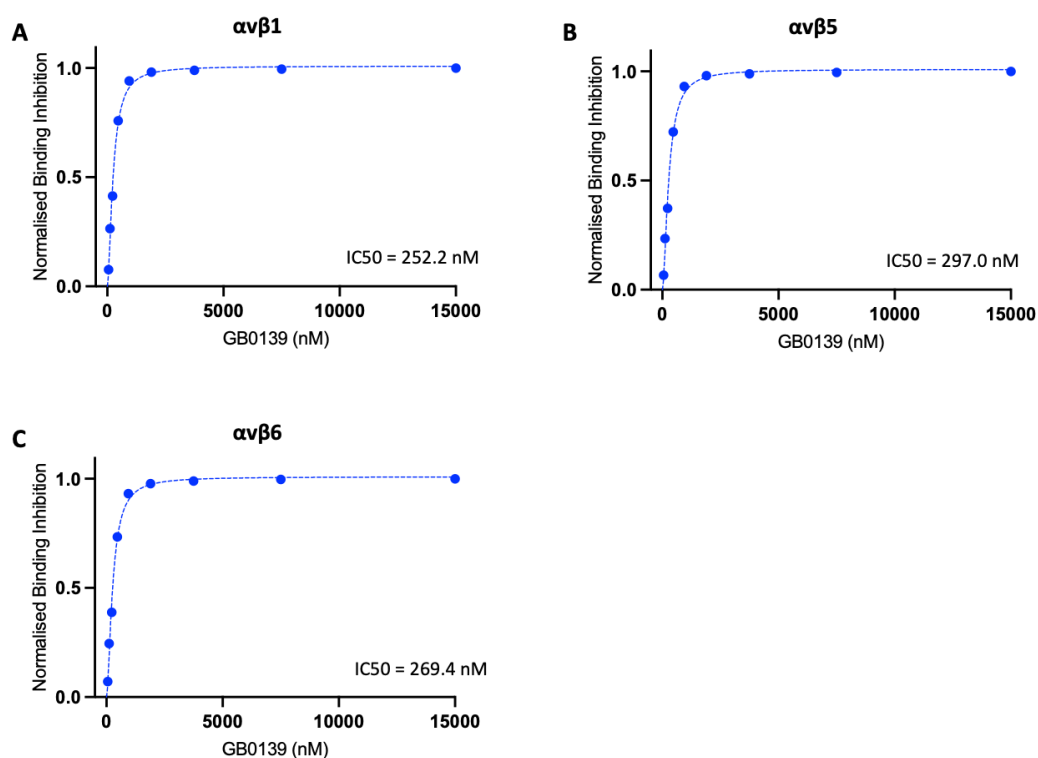 A
αvβ1
Normalised Binding Inhibition
1.0
0.5
0.0
IC50 = 252.2 nM
0 5000 10000 15000
GB0139 (nM)
B
αvβ5
Normalised Binding Inhibition
1.0
0.5
0.0
IC50 = 297.0 nM
0 5000 10000 15000
GB0139 (nM)
C
αvβ6
Normalised Binding Inhibition
1.0
0.5
0.0
IC50 = 269.4 nM
0 5000 10000 15000
GB0139 (nM)